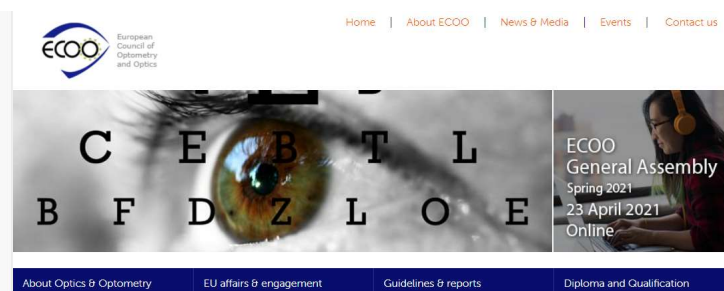 Home | About ECOO | News & Media | Events | Contact us
ECOO
European
Council of
Optometry
and Optics
C E B T L
B F D Z L O E
ECOO
General Assembly
Spring 2021
23 April 2021
Online
About Optics & Optometry
EU affairs & engagement
Guidelines & reports
Diploma and Qualification